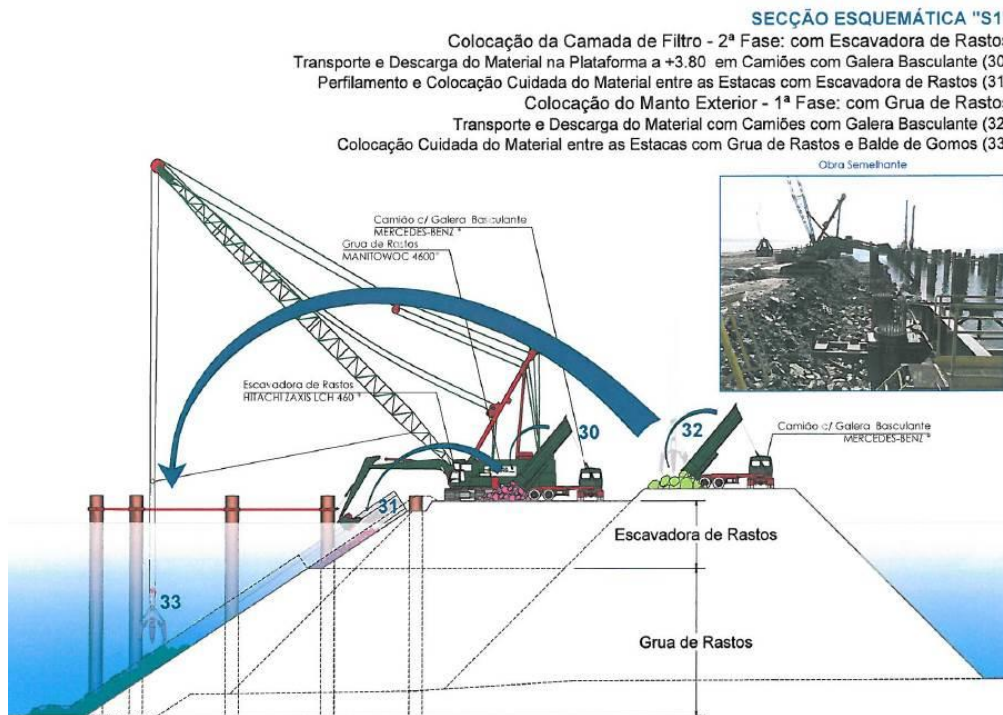 SECÇÃO ESQUEMÁTICA "S1
Colocação da Camada de Filtro - 2ª Fase: com Escavadora de Rastos
Transporte e Descarga do Material na Plataforma a +3.80 em Camiões com Galera Basculante (30
Perfilamento e Colocação Cuidada do Material entre as Estacas com Escavadora de Rastos (31
Colocação do Manto Exterior - 1ª Fase: com Grua de Rastos
Transporte e Descarga do Material com Camiões com Galera Basculante (32
Colocação Cuidada do Material entre as Estacas com Grua de Rastos e Balde de Gomos (33
Obra Semelhante
Camião c/ Galera Basculante
MERCEDES-BENZ *
Grua de Rastos
MANITOWOC 4600*
Escavadora de Rastos
HITACHI ZAXIS LCH 460 *
30
32
Camião c/ Galera Basculante
MERCEDES-BENZ *
31
Escavadora de Rastos
33
Grua de Rastos